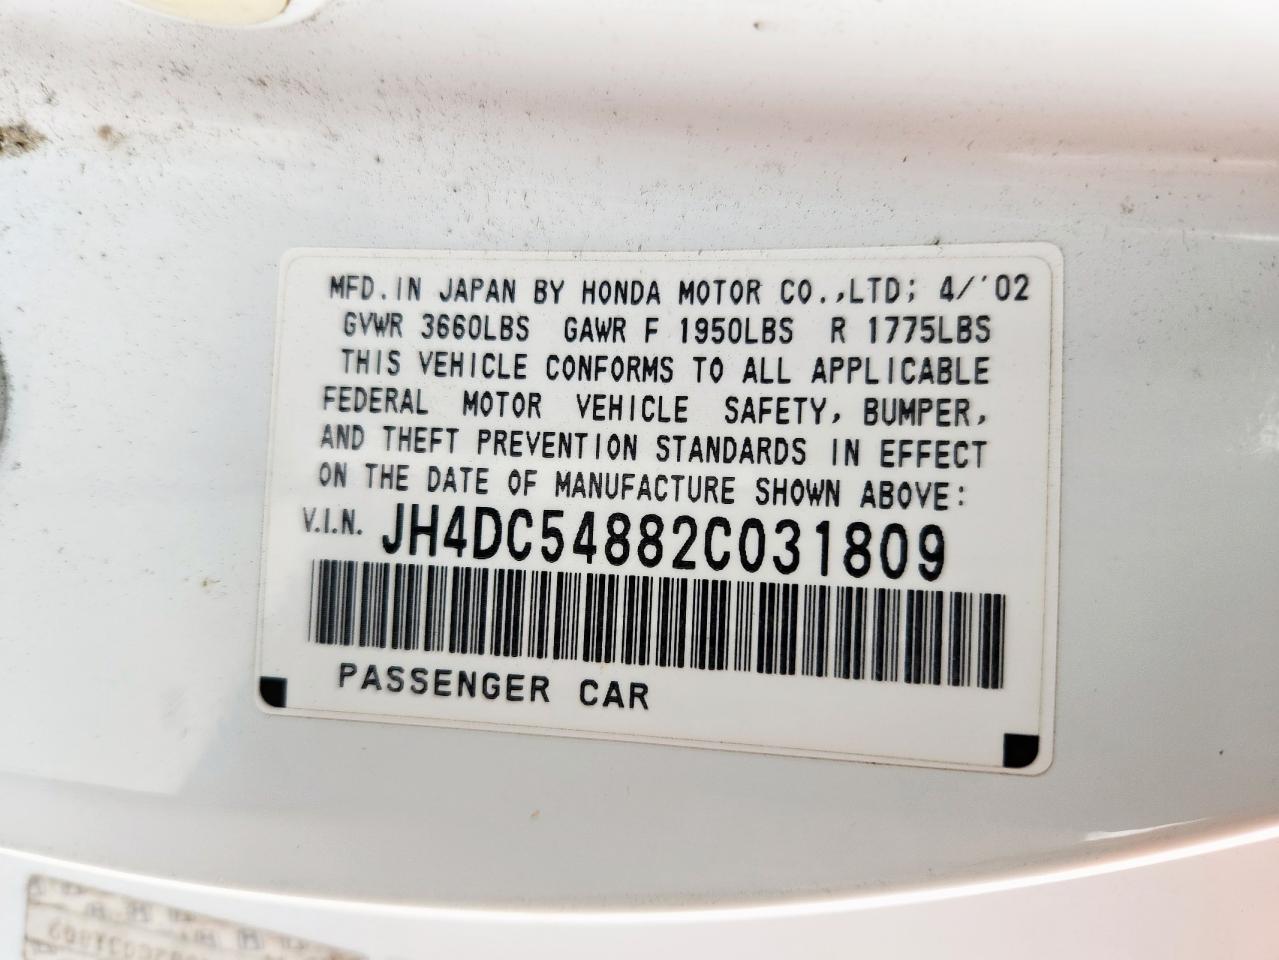 MFD. IN JAPAN BY HONDA MOTOR CO.,LTD; 4/'02
GVWR 3660LBS GAWR F 1950LBS R 1775LBS
THIS VEHICLE CONFORMS TO ALL APPLICABLE
FEDERAL MOTOR VEHICLE SAFETY, BUMPER,
AND THEFT PREVENTION STANDARDS IN EFFECT
ON THE DATE OF MANUFACTURE SHOWN ABOVE:
V.I.N. JH4DC54882C031809
PASSENGER CAR